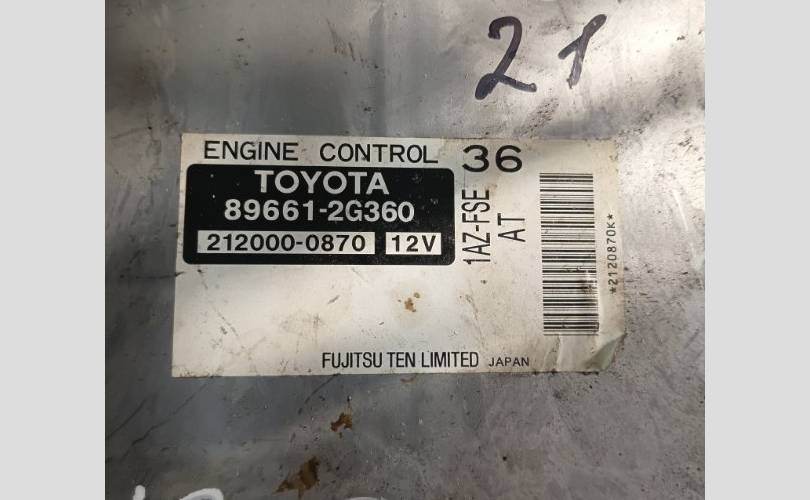 21
ENGINE CONTROL 36
TOYOTA
89661-2G360
212000-0870 12V
1AZ-FSE
AT
*2120870K*
FUJITSU TEN LIMITED JAPAN